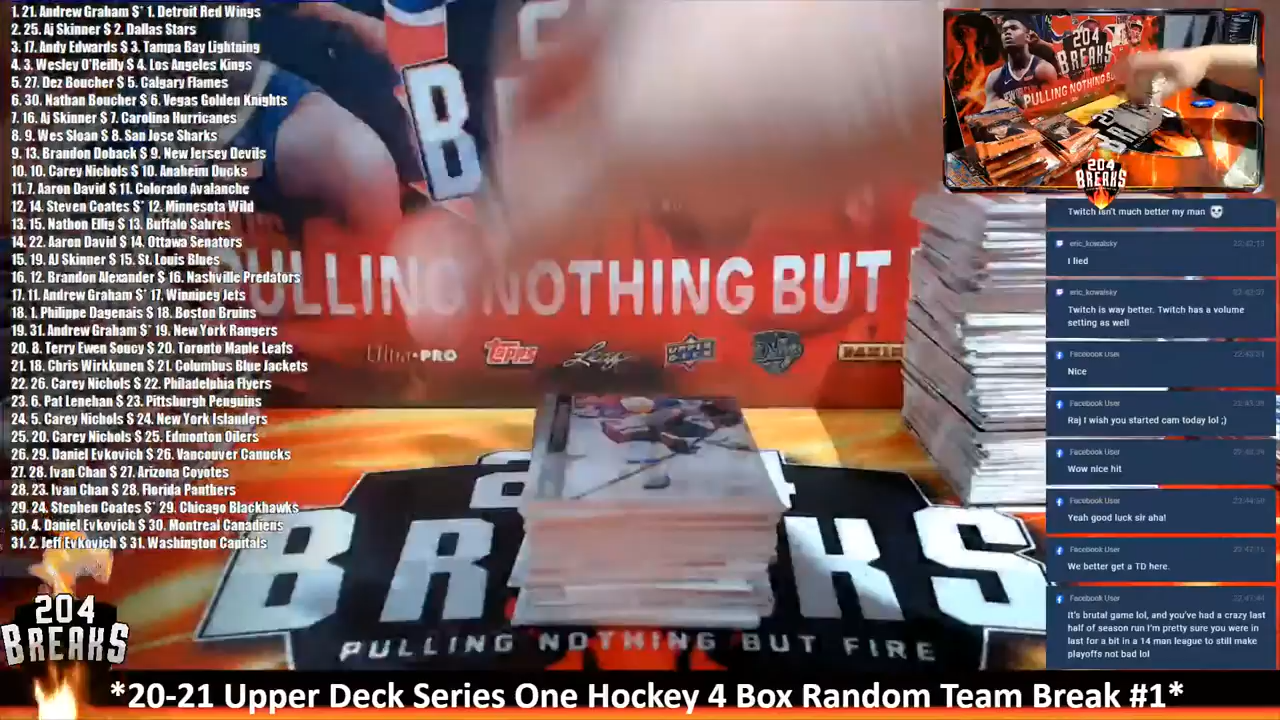 1. 21. Andrew Graham $* 1. Detroit Red Wings
2. 25. Aj Skinner $ 2. Dallas Stars
3. 17. Andy Edwards $ 3. Tampa Bay Lightning
4. 3. Wesley O'Reilly $ 4. Los Angeles Kings
5. 27. Dez Boucher $ 5. Calgary Flames
6. 30. Nathan Boucher $ 6. Vegas Golden Knights
7. 16. Aj Skinner $ 7. Carolina Hurricanes
8. 9. Wes Sloan $ 8. San Jose Sharks
9. 13. Brandon Doback $ 9. New Jersey Devils
10. 10. Carey Nichols $ 10. Anaheim Ducks
11. 7. Aaron David $ 11. Colorado Avalanche
12. 14. Steven Coates $* 12. Minnesota Wild
13. 15. Nathon Ellig $ 13. Buffalo Sabres
14. 22. Aaron David $ 14. Ottawa Senators
15. 19. AJ Skinner $ 15. St. Louis Blues
16. 12. Brandon Alexander $ 16. Nashville Predators
17. 11. Andrew Graham $* 17. Winnipeg Jets
18. 1. Philippe Dagenais $ 18. Boston Bruins
19. 31. Andrew Graham $* 19. New York Rangers
20. 8. Terry Ewen Soucy $ 20. Toronto Maple Leafs
21. 18. Chris Wirkkunen $ 21. Columbus Blue Jackets
22. 26. Carey Nichols $ 22. Philadelphia Flyers
23. 6. Pat Lenehan $ 23. Pittsburgh Penguins
24. 5. Carey Nichols $ 24. New York Islanders
25. 20. Carey Nichols $ 25. Edmonton Oilers
26. 29. Daniel Evkovich $ 26. Vancouver Canucks
27. 28. Ivan Chan $ 27. Arizona Coyotes
28. 23. Ivan Chan $ 28. Florida Panthers
29. 24. Stephen Coates $* 29. Chicago Blackhawks
30. 4. Daniel Evkovich $ 30. Montreal Canadiens
31. 2. Jeff Evkovich $ 31. Washington Capitals
PULLING NOTHING BUT
Ultra·PRO topps Leaf UPPER DECK PANINI
BREAKS
PULLING NOTHING BUT FIRE
204
BREAKS
204
BREAKS
PULLING NOTHING BU
204
BREAKS
Twitch isn't much better my man
eric_kowalsky
I lied
eric_kowalsky
Twitch is way better. Twitch has a volume
setting as well
Facebook User
Nice
Facebook User
Raj I wish you started cam today lol ;)
Facebook User
Wow nice hit
Facebook User
Yeah good luck sir aha!
Facebook User
We better get a TD here.
Facebook User
It's brutal game lol, and you've had a crazy last
half of season run I'm pretty sure you were in
last for a bit in a 14 man league to still make
playoffs not bad lol
*20-21 Upper Deck Series One Hockey 4 Box Random Team Break #1*